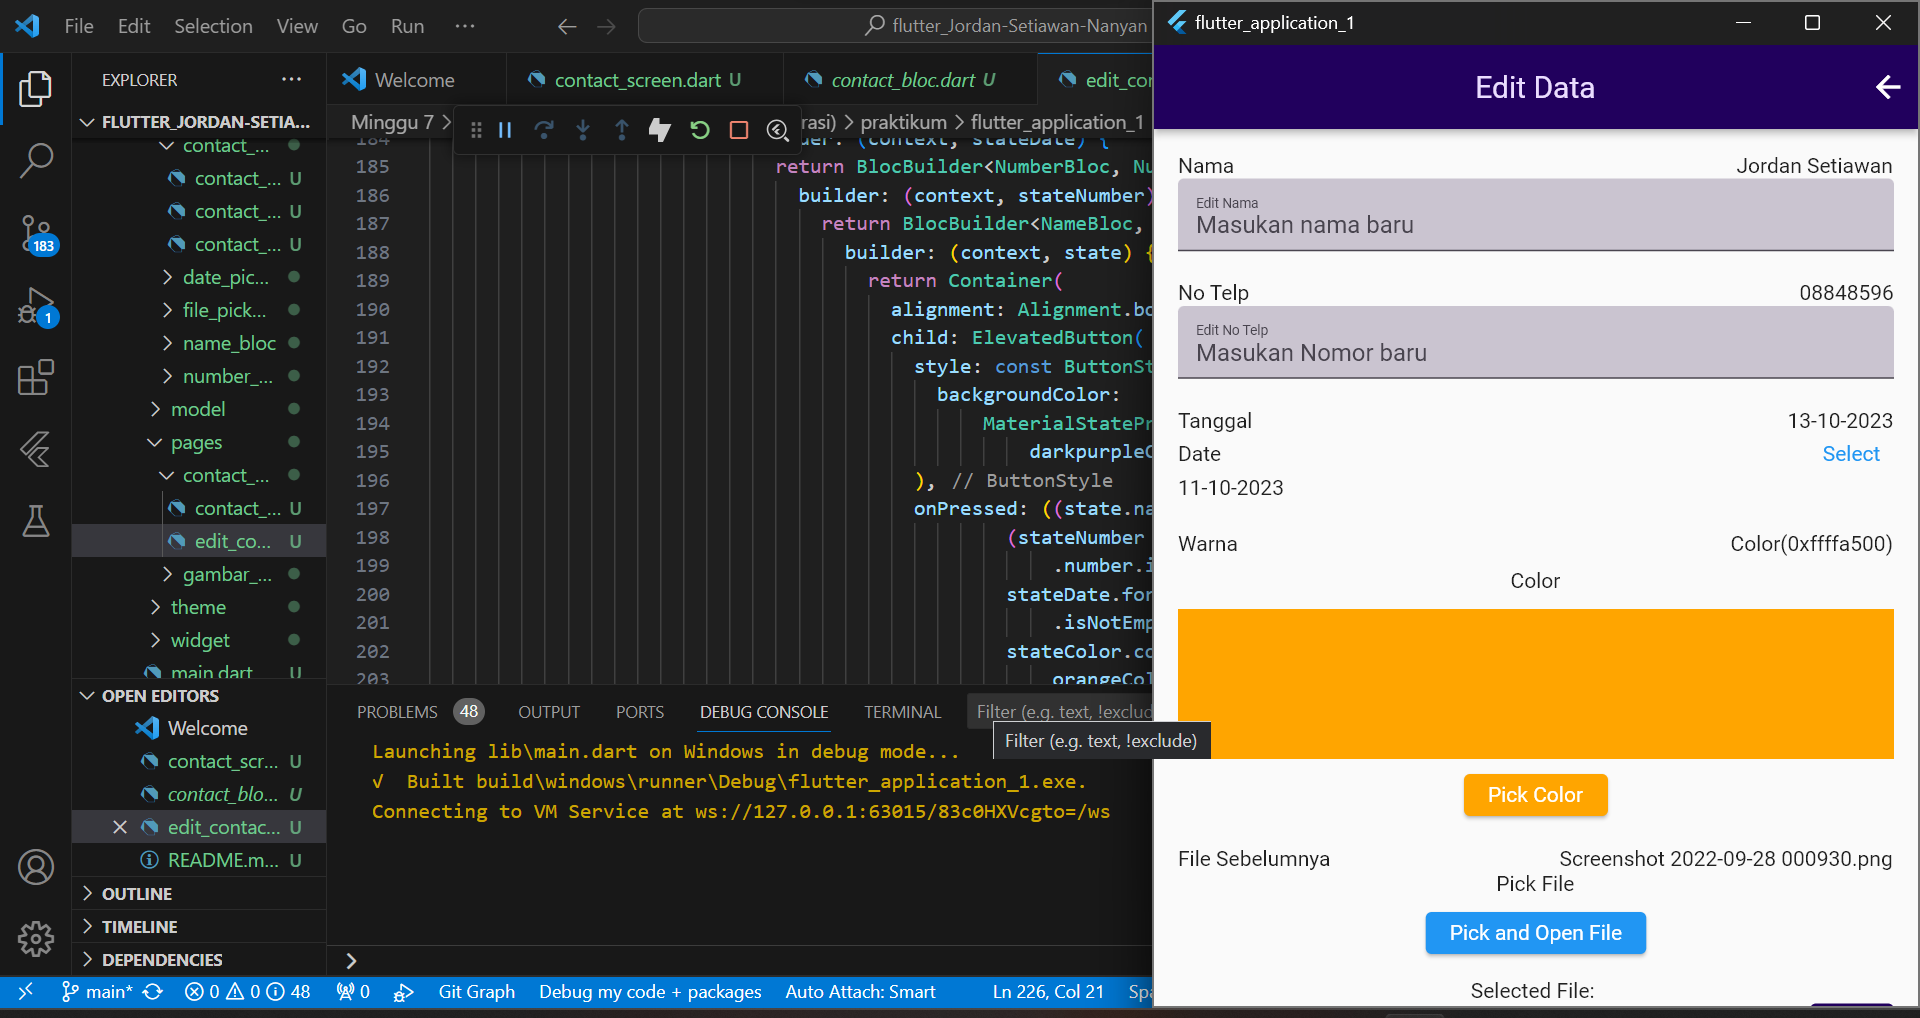 File Edit Selection View Go Run ··· flutter_Jordan-Setiawan-Nanyan
EXPLORER ···
FLUTTER_JORDAN-SETIA...
contact_...
contact_... U
contact_... U
contact_... U
date_pic...
file_pick...
name_bloc
number_...
model
pages
contact_...
contact_... U
edit_co... U
gambar_...
theme
widget
main.dart U
OPEN EDITORS
Welcome
contact_scr... U
contact_blo... U
edit_contac... U
README.m... U
OUTLINE
TIMELINE
DEPENDENCIES
183
1
Welcome contact_screen.dart U contact_bloc.dart U edit_con
Minggu 7 > rasi) > praktikum > flutter_application_1
184 der: (context, stateDate) {
185 return BlocBuilder<NumberBloc, Nu
186 builder: (context, stateNumber)
187 return BlocBuilder<NameBloc,
188 builder: (context, state) {
189 return Container(
190 alignment: Alignment.bo
191 child: ElevatedButton(
192 style: const ButtonSt
193 backgroundColor:
194 MaterialStatePr
195 darkpurpleC
196 ), // ButtonStyle
197 onPressed: ((state.na
198 (stateNumber
199 .number.i
200 stateDate.for
201 .isNotEmp
202 stateColor.co
203 orangeCol
PROBLEMS 48 OUTPUT PORTS DEBUG CONSOLE TERMINAL Filter (e.g. text, !exclud
Filter (e.g. text, !exclude)
Launching lib\main.dart on Windows in debug mode...
√ Built build\windows\runner\Debug\flutter_application_1.exe.
Connecting to VM Service at ws://127.0.0.1:63015/83c0HXVcgto=/ws
>
main* 0 0 48 0 Git Graph Debug my code + packages Auto Attach: Smart Ln 226, Col 21 Spa
flutter_application_1
Edit Data
Nama Jordan Setiawan
Edit Nama
Masukan nama baru
No Telp 08848596
Edit No Telp
Masukan Nomor baru
Tanggal 13-10-2023
Date Select
11-10-2023
Warna Color(0xffffa500)
Color
Pick Color
File Sebelumnya Screenshot 2022-09-28 000930.png
Pick File
Pick and Open File
Selected File: